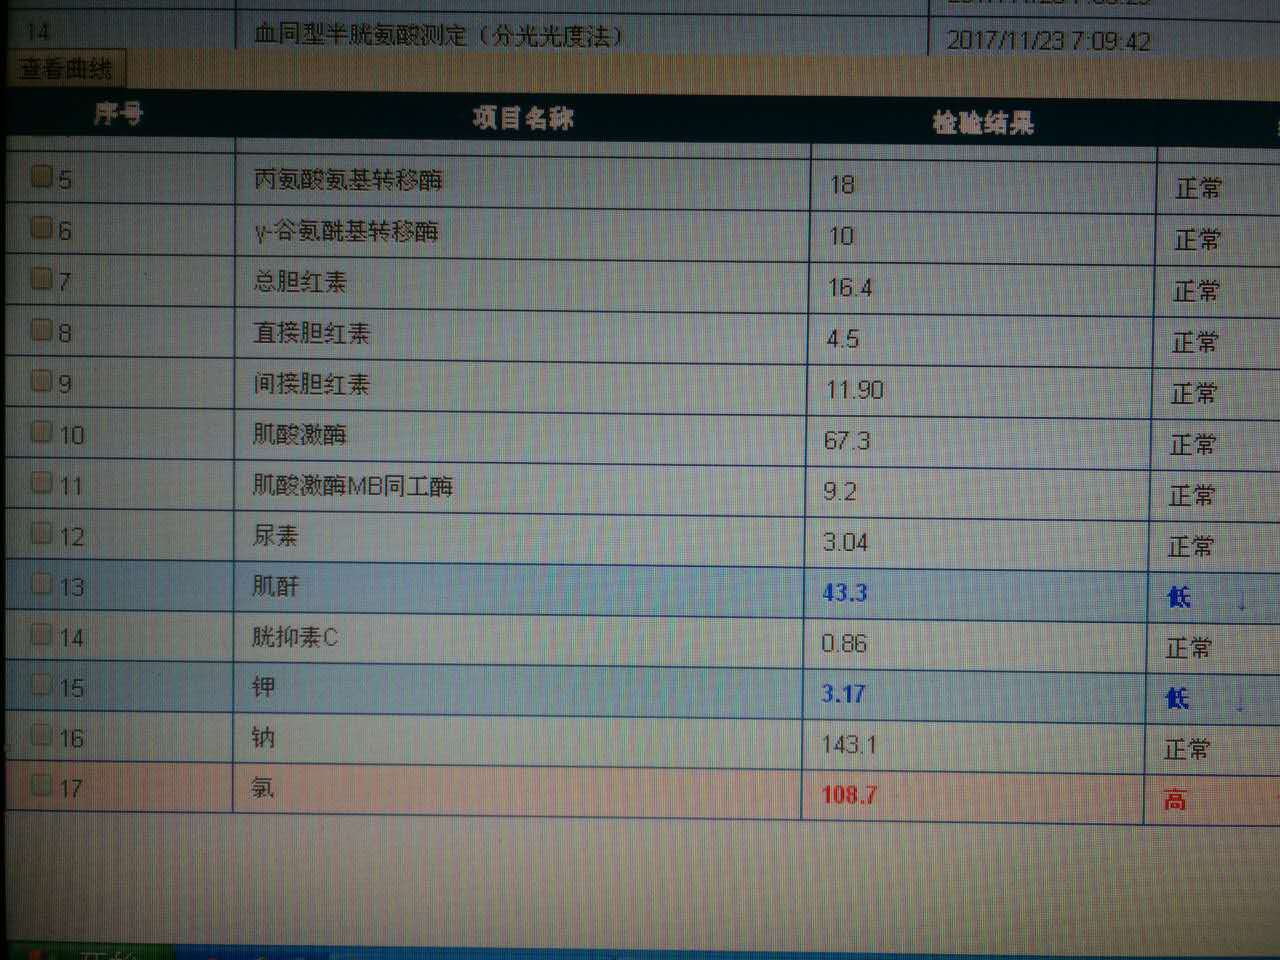 14 血同型半胱氨酸测定（分光光度法） 2017/11/23 7:09:42
查看曲线
序号 项目名称 检验结果
5 丙氨酸氨基转移酶 18 正常
6 γ-谷氨酰基转移酶 10 正常
7 总胆红素 16.4 正常
8 直接胆红素 4.5 正常
9 间接胆红素 11.90 正常
10 肌酸激酶 67.3 正常
11 肌酸激酶MB同工酶 9.2 正常
12 尿素 3.04 正常
13 肌酐 43.3 低 ↓
14 胱抑素C 0.86 正常
15 钾 3.17 低 ↓
16 钠 143.1 正常
17 氯 108.7 高